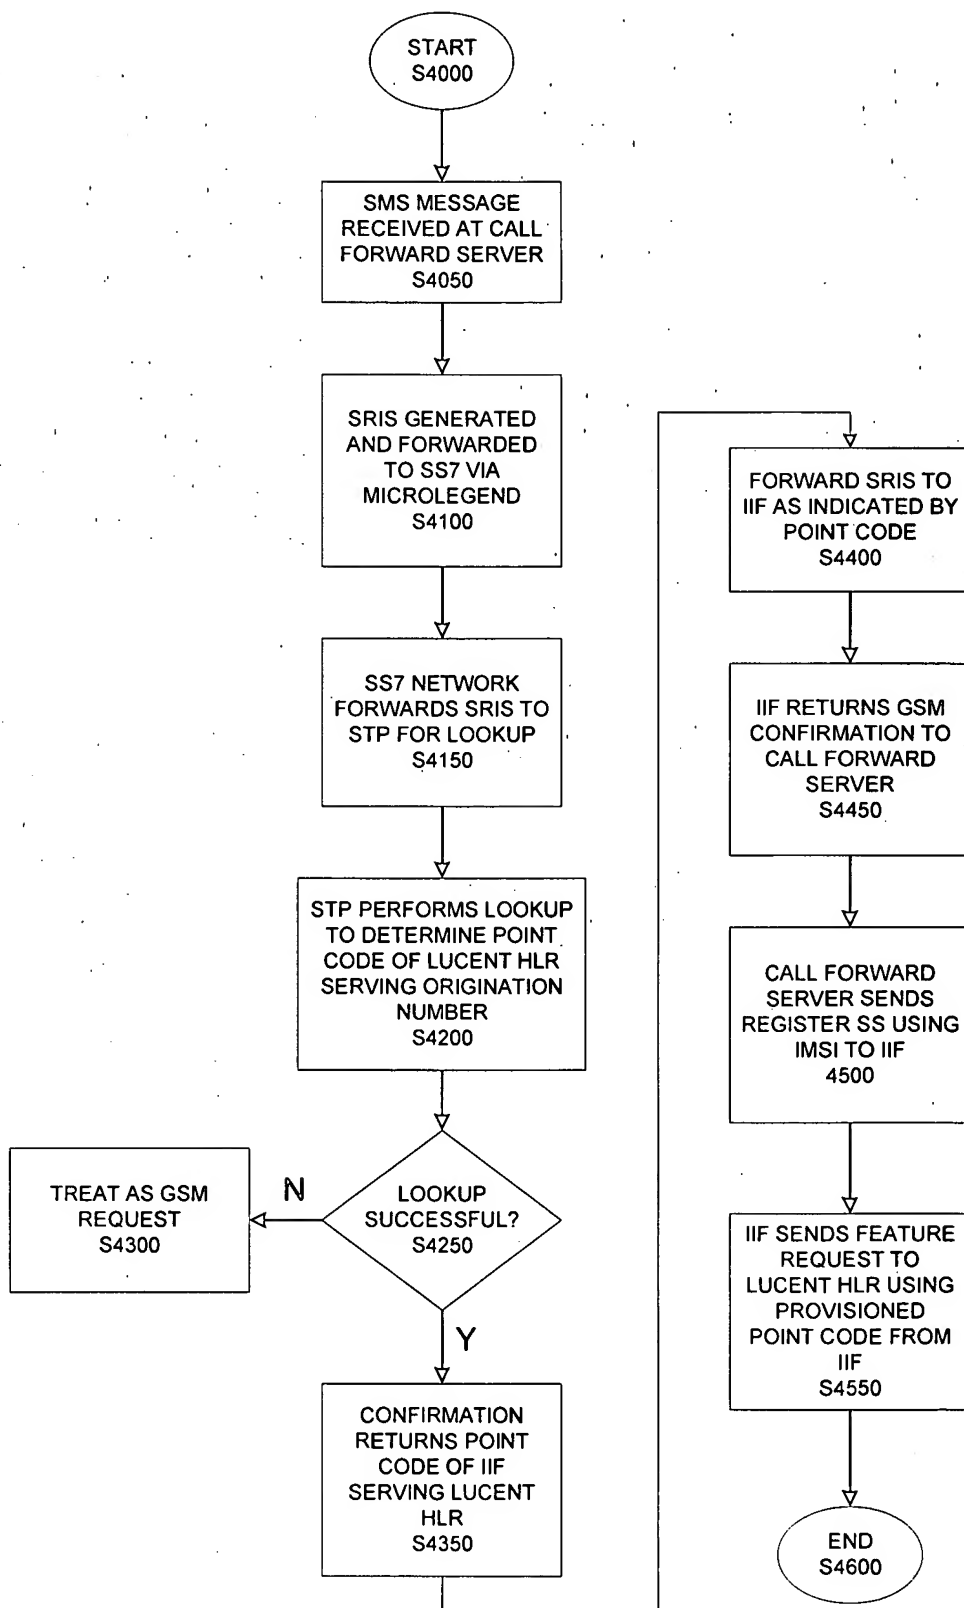 START
S4000
SMS MESSAGE
RECEIVED AT CALL
FORWARD SERVER
S4050
SRIS GENERATED
AND FORWARDED
TO SS7 VIA
MICROLEGEND
S4100
SS7 NETWORK
FORWARDS SRIS TO
STP FOR LOOKUP
S4150
STP PERFORMS LOOKUP
TO DETERMINE POINT
CODE OF LUCENT HLR
SERVING ORIGINATION
NUMBER
S4200
LOOKUP
SUCCESSFUL?
S4250
N
TREAT AS GSM
REQUEST
S4300
Y
CONFIRMATION
RETURNS POINT
CODE OF IIF
SERVING LUCENT
HLR
S4350
FORWARD SRIS TO
IIF AS INDICATED BY
POINT CODE
S4400
IIF RETURNS GSM
CONFIRMATION TO
CALL FORWARD
SERVER
S4450
CALL FORWARD
SERVER SENDS
REGISTER SS USING
IMSI TO IIF
4500
IIF SENDS FEATURE
REQUEST TO
LUCENT HLR USING
PROVISIONED
POINT CODE FROM
IIF
S4550
END
S4600